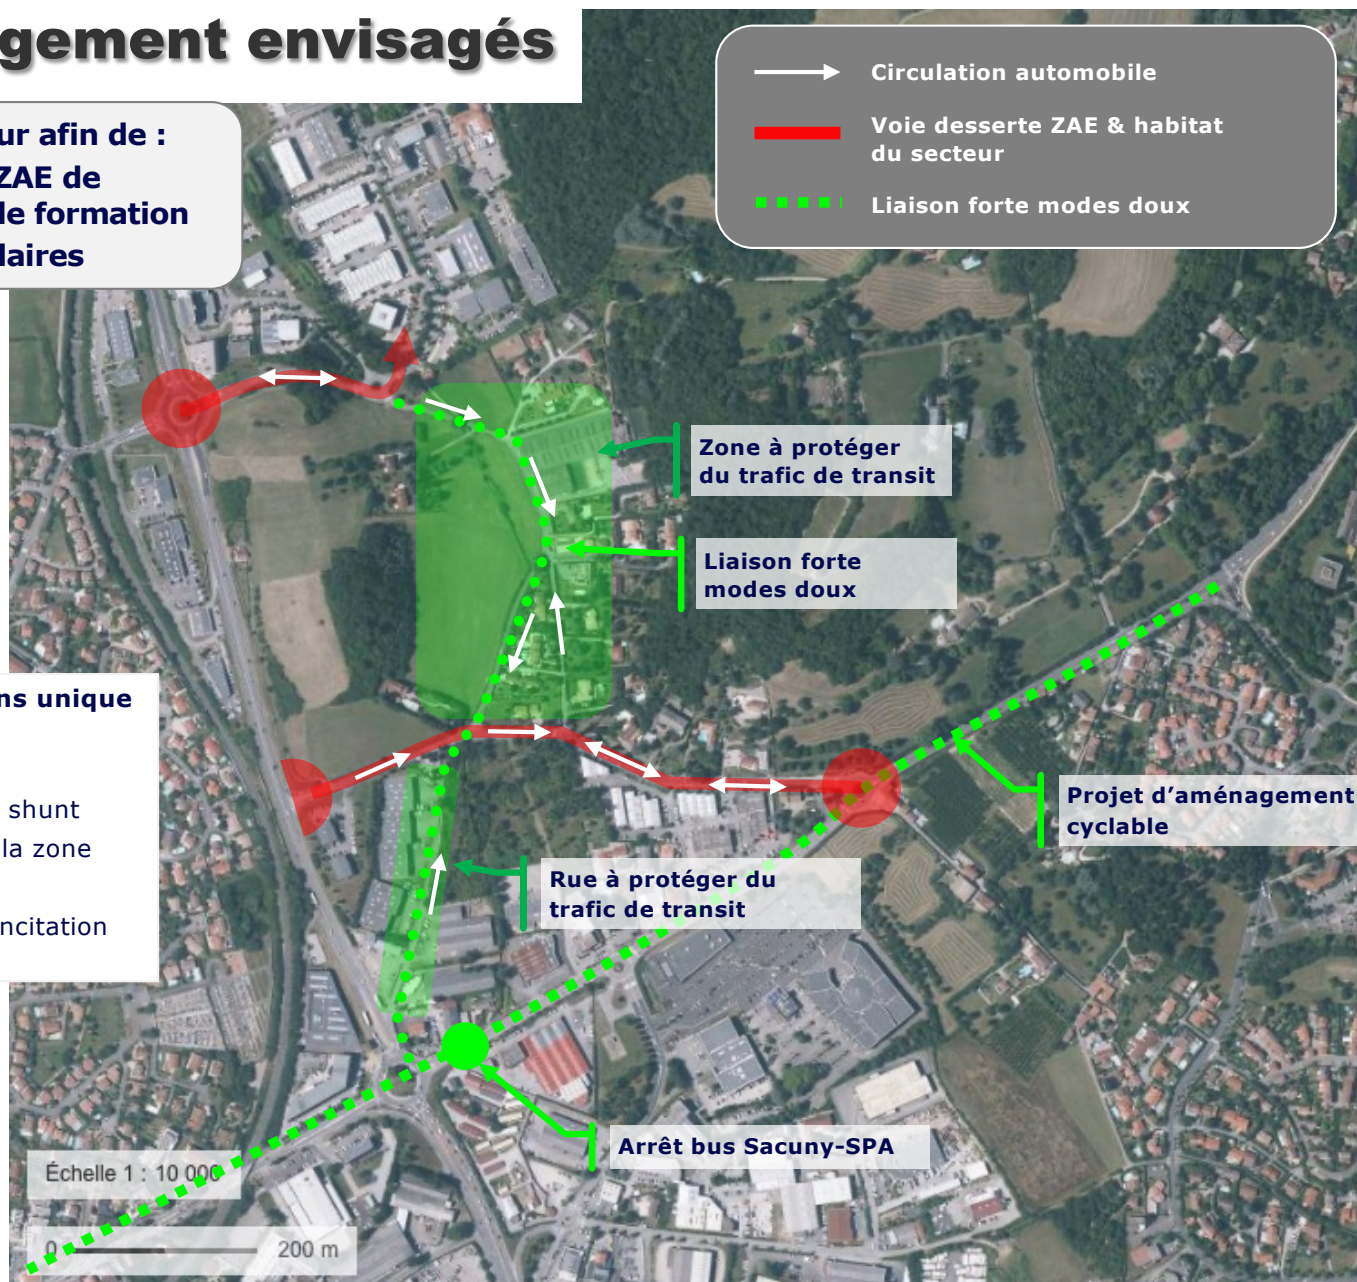 gement envisagés
ur afin de :
ZAE de
le formation
laires
Circulation automobile
Voie desserte ZAE & habitat
du secteur
Liaison forte modes doux
Zone à protéger
du trafic de transit
Liaison forte
modes doux
ns unique
shunt
la zone
ncitation
Projet d’aménagement
cyclable
Rue à protéger du
trafic de transit
Arrêt bus Sacuny-SPA
Échelle 1 : 10 000
0 200 m